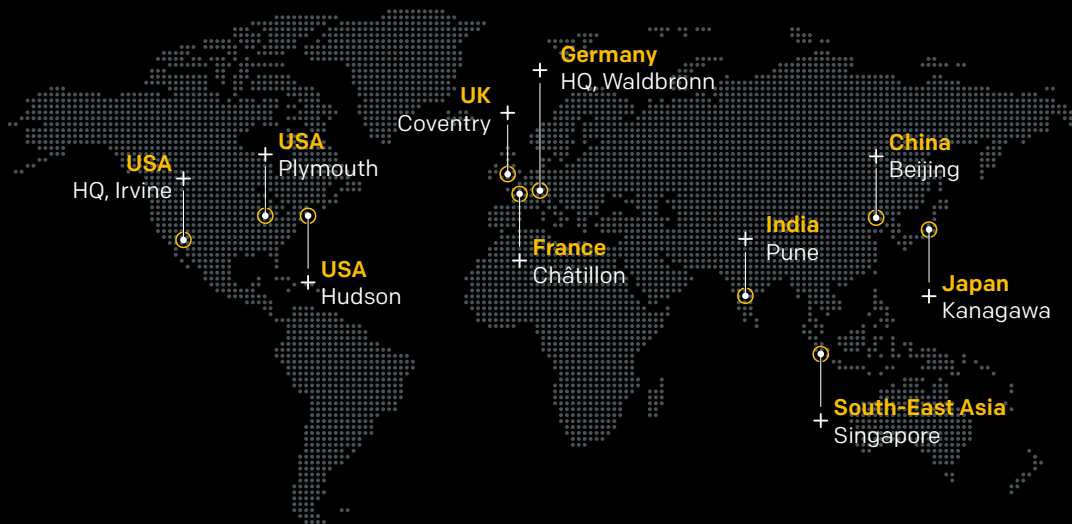 Germany
HQ, Waldbronn
UK
Coventry
USA
Plymouth
USA
HQ, Irvine
China
Beijing
India
Pune
France
Châtillon
USA
Hudson
Japan
Kanagawa
South-East Asia
Singapore